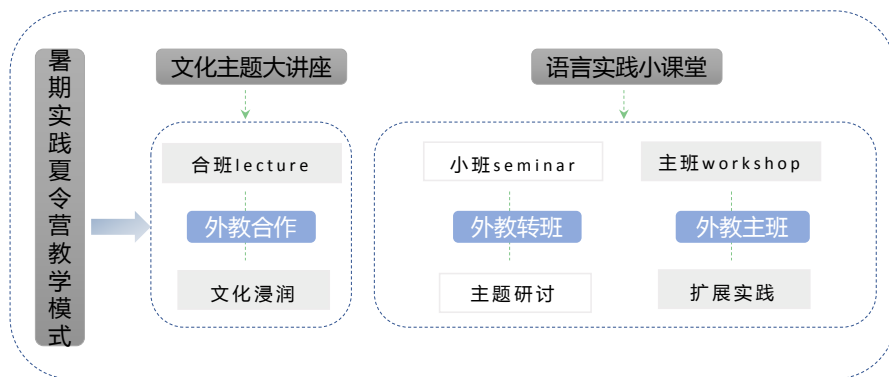 暑期实践夏令营教学模式
文化主题大讲座
语言实践小课堂
合班lecture
外教合作
文化浸润
小班seminar
外教转班
主题研讨
主班workshop
外教主班
扩展实践